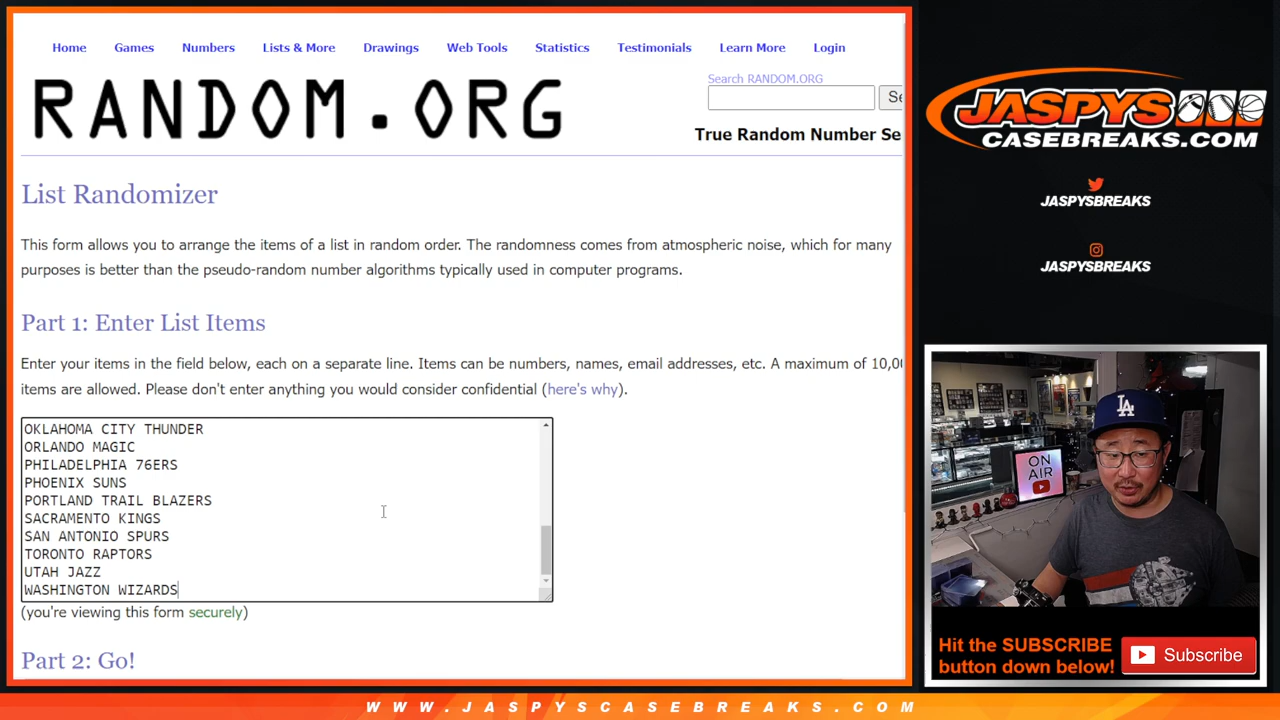 Home Games Numbers Lists & More Drawings Web Tools Statistics Testimonials Learn More Login
RANDOM.ORG
Search RANDOM.ORG
True Random Number Se
List Randomizer
This form allows you to arrange the items of a list in random order. The randomness comes from atmospheric noise, which for many
purposes is better than the pseudo-random number algorithms typically used in computer programs.
Part 1: Enter List Items
Enter your items in the field below, each on a separate line. Items can be numbers, names, email addresses, etc. A maximum of 10,00
items are allowed. Please don't enter anything you would consider confidential (here's why).
OKLAHOMA CITY THUNDER
ORLANDO MAGIC
PHILADELPHIA 76ERS
PHOENIX SUNS
PORTLAND TRAIL BLAZERS
SACRAMENTO KINGS
SAN ANTONIO SPURS
TORONTO RAPTORS
UTAH JAZZ
WASHINGTON WIZARDS
(you're viewing this form securely)
Part 2: Go!
JASPYS
CASEBREAKS.COM
JASPYSBREAKS
JASPYSBREAKS
LA
ON
AIR
Hit the SUBSCRIBE
button down below!
Subscribe
WWW.JASPYSCASEBREAKS.COM